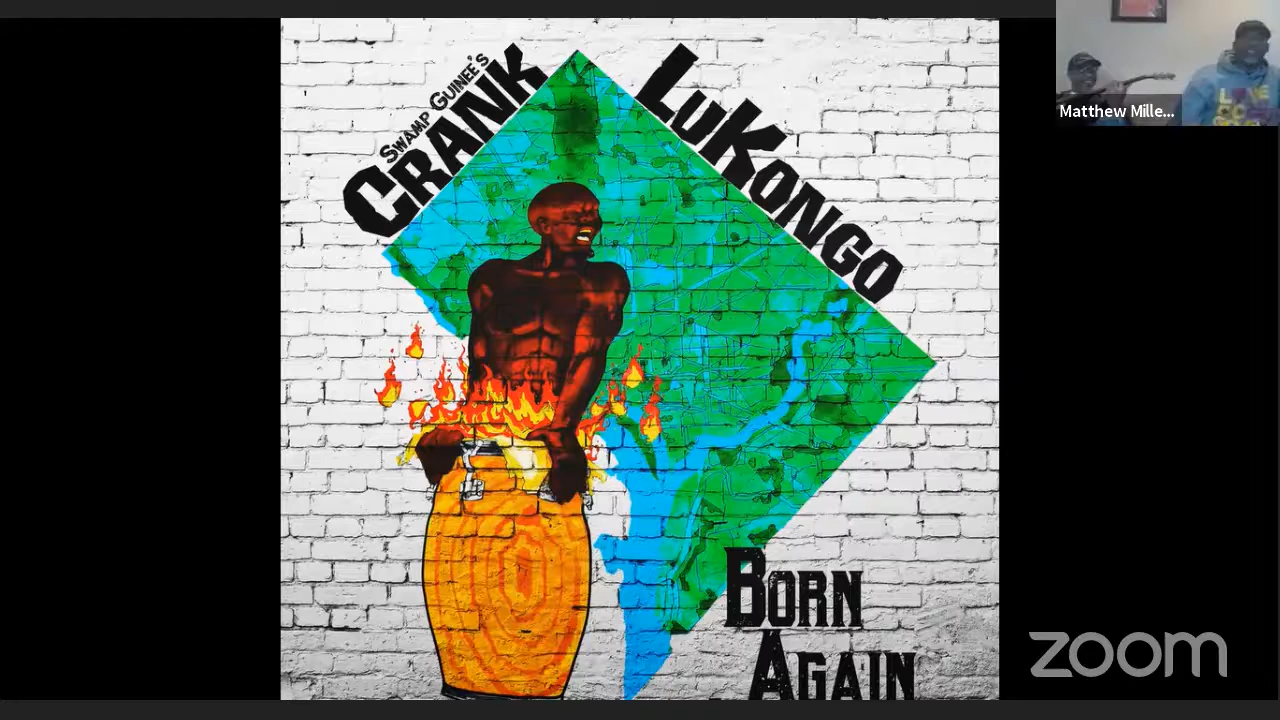 Swamp Guinee's
Crank
LuKongo
Born
Again
Matthew Mille...
zoom